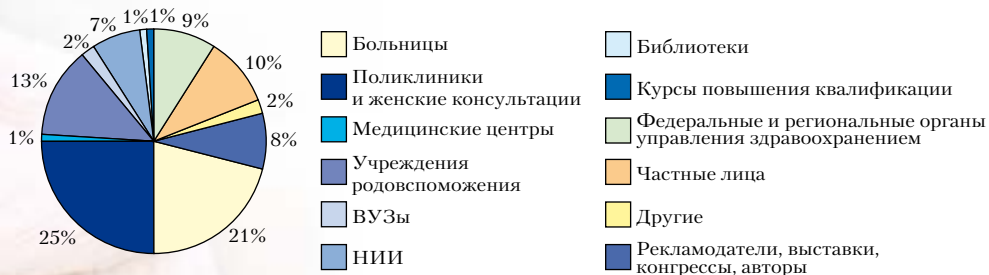 1%
1%
7%
9%
2%
10%
13%
2%
1%
8%
25%
21%
Больницы
Поликлиники
и женские консультации
Медицинские центры
Учреждения
родовспоможения
ВУЗы
НИИ
Библиотеки
Курсы повышения квалификации
Федеральные и региональные органы
управления здравоохранением
Частные лица
Другие
Рекламодатели, выставки,
конгрессы, авторы